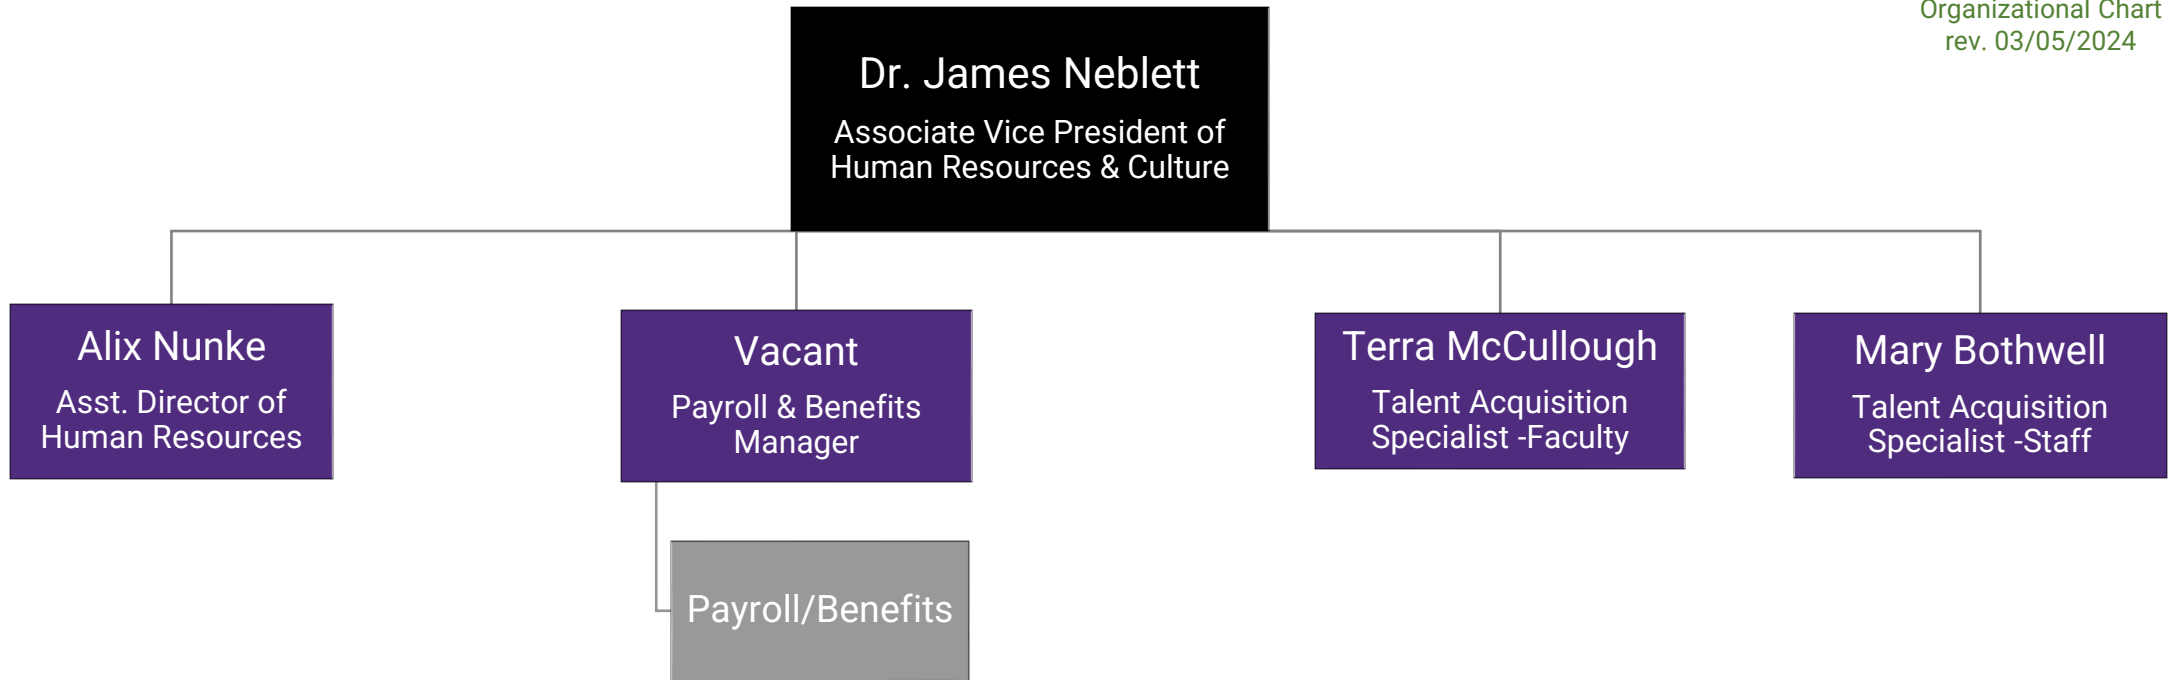 Organizational Chart
rev. 03/05/2024
Dr. James Neblett
Associate Vice President of
Human Resources & Culture
Alix Nunke
Asst. Director of
Human Resources
Vacant
Payroll & Benefits
Manager
Terra McCullough
Talent Acquisition
Specialist -Faculty
Mary Bothwell
Talent Acquisition
Specialist -Staff
Payroll/Benefits